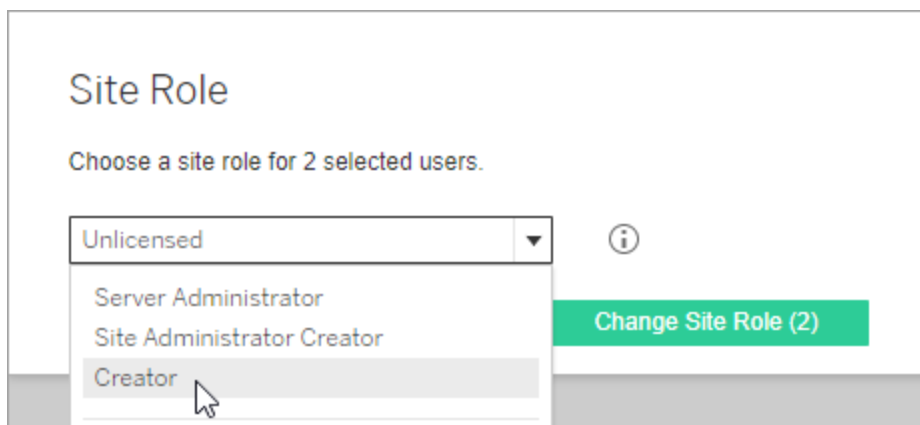 Site Role
Choose a site role for 2 selected users.
Unlicensed
Server Administrator
Site Administrator Creator
Change Site Role (2)
Creator